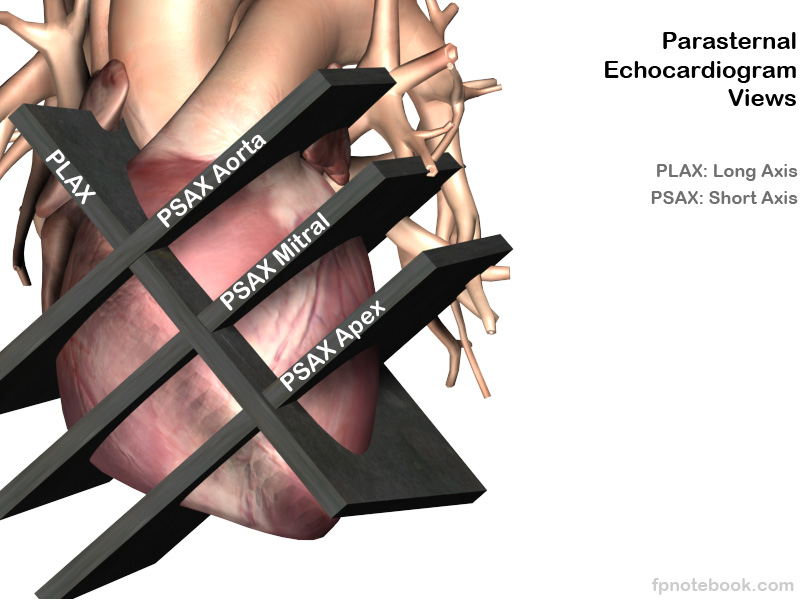 Parasternal
Echocardiogram
Views
PLAX: Long Axis
PSAX: Short Axis
PLAX
PSAX Aorta
PSAX Mitral
PSAX Apex
fpnotebook.com